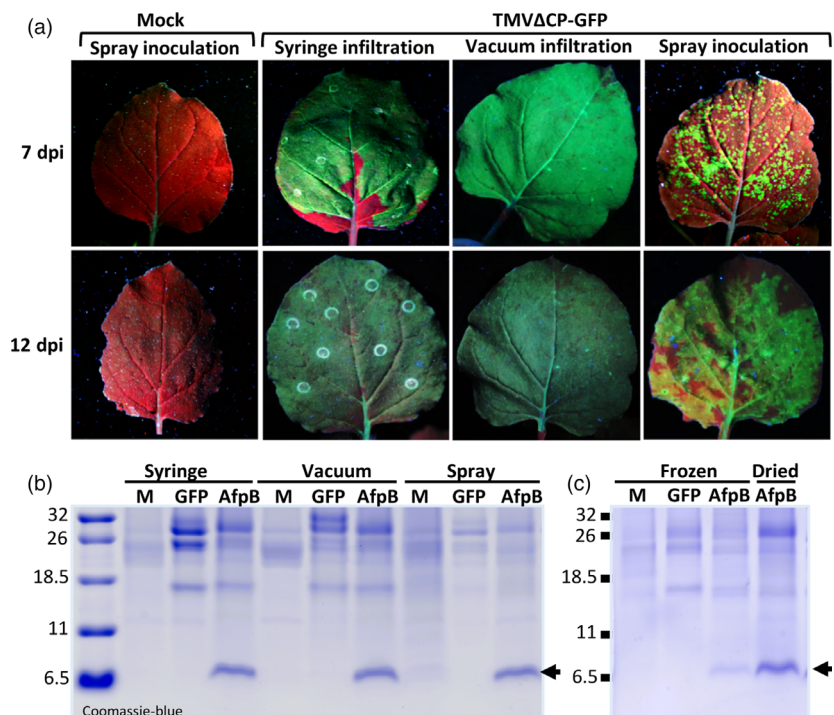 (a)
Mock
TMVΔCP-GFP
Spray inoculation
Syringe infiltration
Vacuum infiltration
Spray inoculation
7 dpi
12 dpi
(b)
Syringe
Vacuum
Spray
M GFP AfpB M GFP AfpB M GFP AfpB
32
26
18.5
11
6.5
Coomassie-blue
(c)
Frozen
Dried
M GFP AfpB AfpB
32
26
18.5
11
6.5